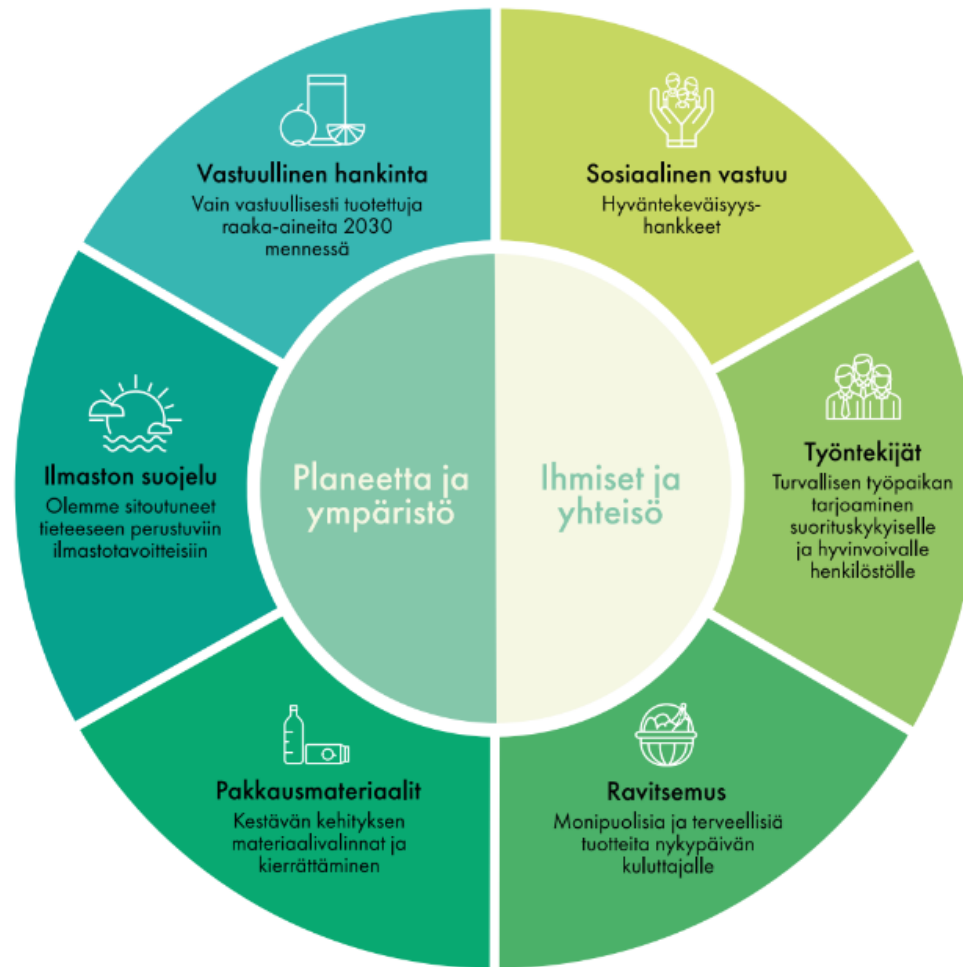 Vastuullinen hankinta
Vain vastuullisesti tuotettuja
raaka-aineita 2030
mennessä
Sosiaalinen vastuu
Hyväntekeväisyys-
hankkeet
Ilmaston suojelu
Olemme sitoutuneet
tieteeseen perustuviin
ilmastotavoitteisiin
Planeetta ja
ympäristö
Ihmiset ja
yhteisö
Työntekijät
Turvallisen työpaikan
tarjoaminen
suorituskykyiselle
ja hyvinvoivalle
henkilöstölle
Pakkausmateriaalit
Kestävän kehityksen
materiaalivalinnat ja
kierrättäminen
Ravitsemus
Monipuolisia ja terveellisiä
tuotteita nykypäivän
kuluttajalle